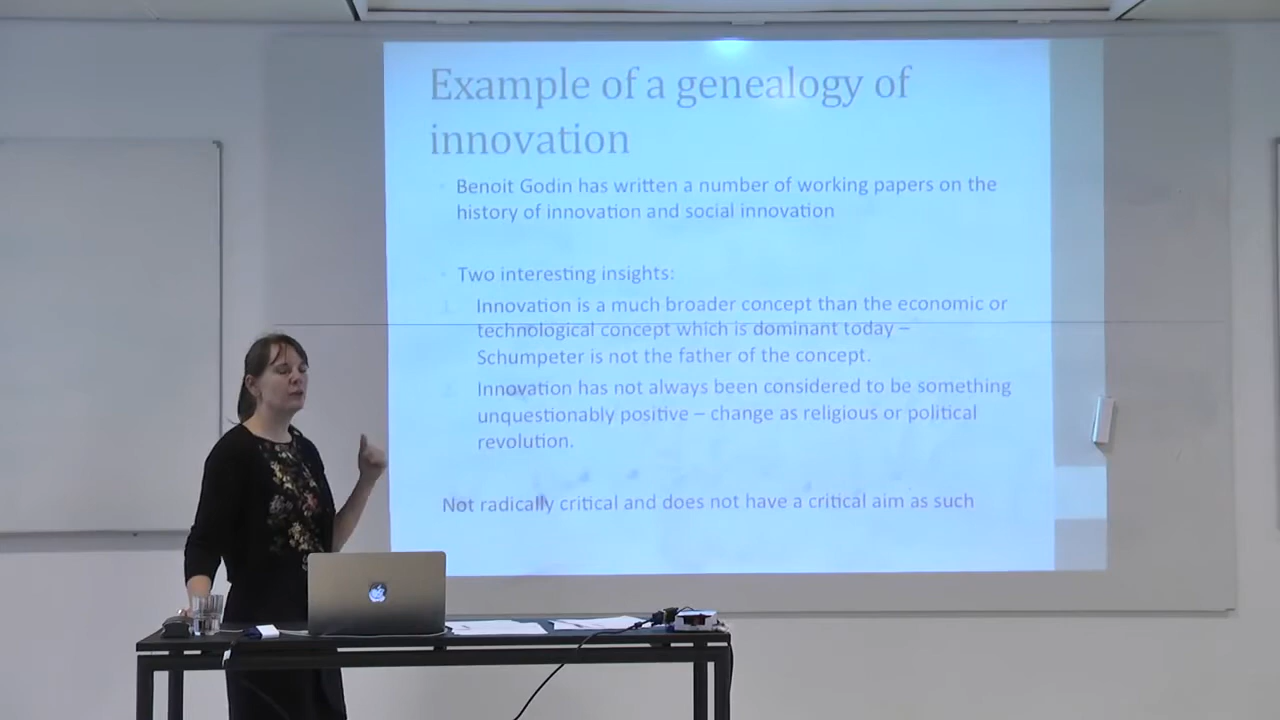 Example of a genealogy of
innovation
Benoit Godin has written a number of working papers on the
history of innovation and social innovation
Two interesting insights:
1. Innovation is a much broader concept than the economic or
technological concept which is dominant today –
Schumpeter is not the father of the concept.
2. Innovation has not always been considered to be something
unquestionably positive – change as religious or political
revolution.
Not radically critical and does not have a critical aim as such